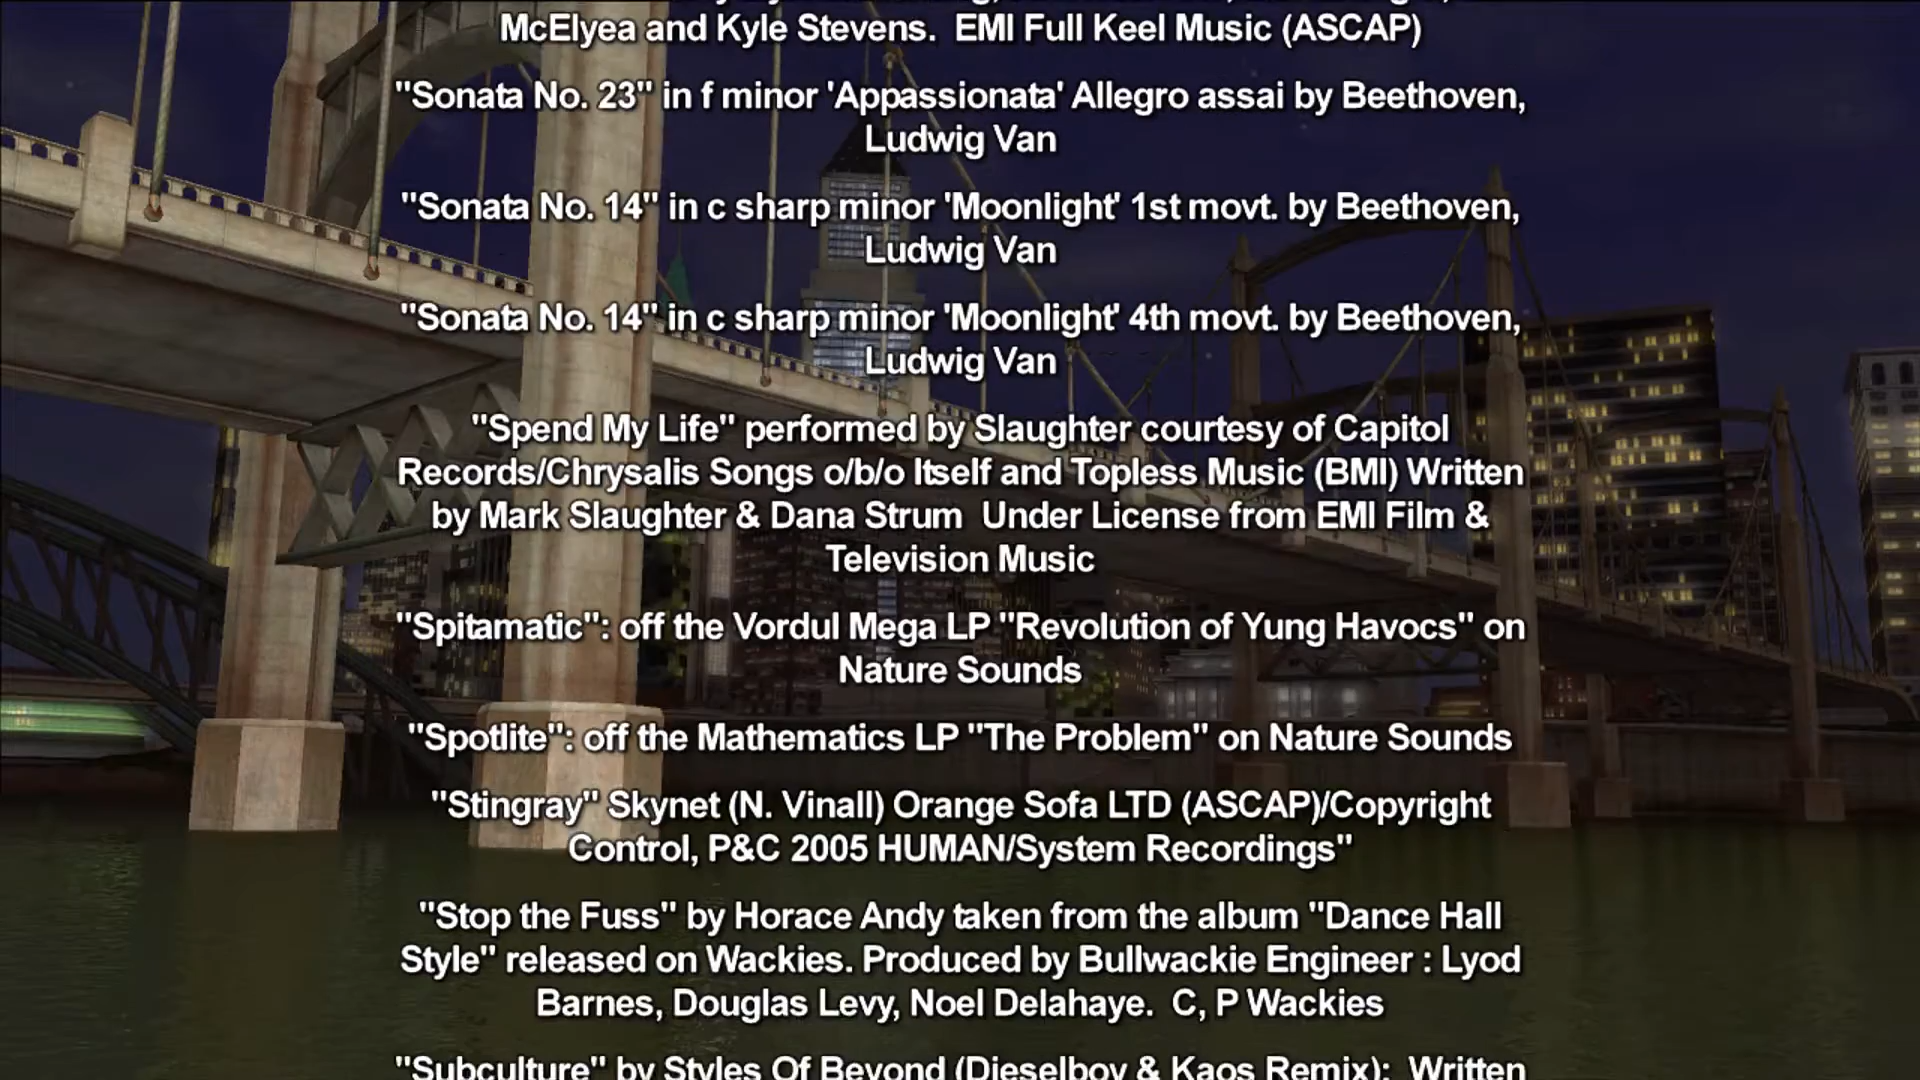 McElyea and Kyle Stevens.  EMI Full Keel Music (ASCAP)
"Sonata No. 23" in f minor 'Appassionata' Allegro assai by Beethoven,
Ludwig Van
"Sonata No. 14" in c sharp minor 'Moonlight' 1st movt. by Beethoven,
Ludwig Van
"Sonata No. 14" in c sharp minor 'Moonlight' 4th movt. by Beethoven,
Ludwig Van
"Spend My Life" performed by Slaughter courtesy of Capitol
Records/Chrysalis Songs o/b/o Itself and Topless Music (BMI) Written
by Mark Slaughter & Dana Strum  Under License from EMI Film &
Television Music
"Spitamatic": off the Vordul Mega LP "Revolution of Yung Havocs" on
Nature Sounds
"Spotlite": off the Mathematics LP "The Problem" on Nature Sounds
"Stingray" Skynet (N. Vinall) Orange Sofa LTD (ASCAP)/Copyright
Control, P&C 2005 HUMAN/System Recordings"
"Stop the Fuss" by Horace Andy taken from the album "Dance Hall
Style" released on Wackies. Produced by Bullwackie Engineer : Lyod
Barnes, Douglas Levy, Noel Delahaye.  C, P Wackies
"Subculture" by Styles Of Beyond (Dieselboy & Kaos Remix):  Written